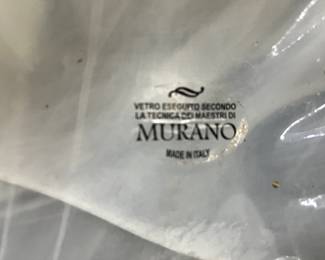 VETRO ESEGUITO SECONDO
LA TECNICA DEI MAESTRI DI
MURANO
MADE IN ITALY